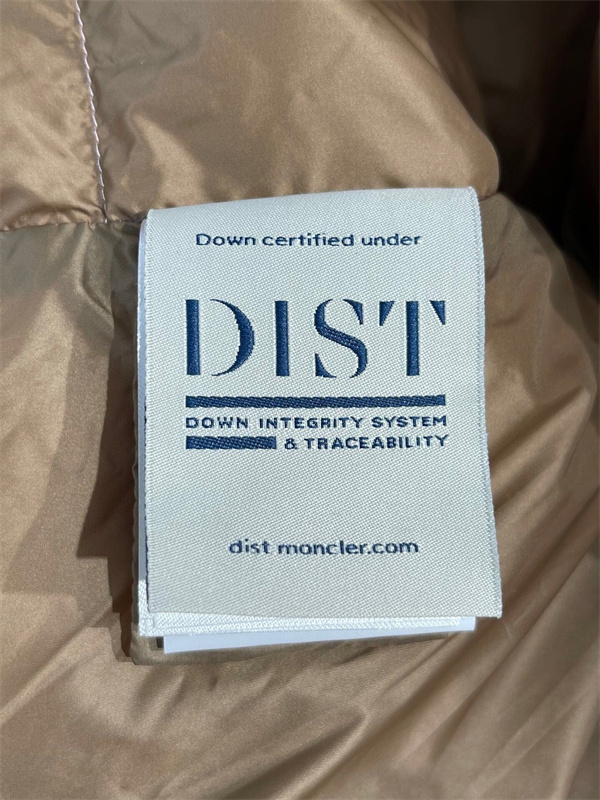 Down certified under
DIST
DOWN INTEGRITY SYSTEM
& TRACEABILITY
dist moncler.com